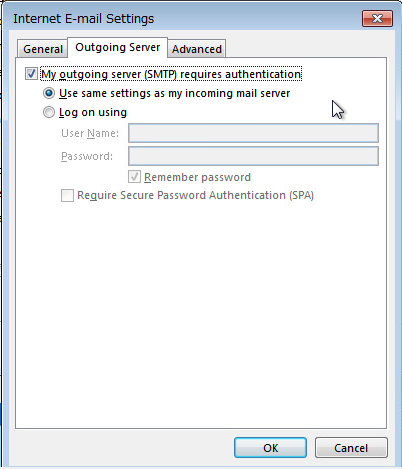 Internet E-mail Settings
General Outgoing Server Advanced
My outgoing server (SMTP) requires authentication
Use same settings as my incoming mail server
Log on using
User Name:
Password:
Remember password
Require Secure Password Authentication (SPA)
OK Cancel